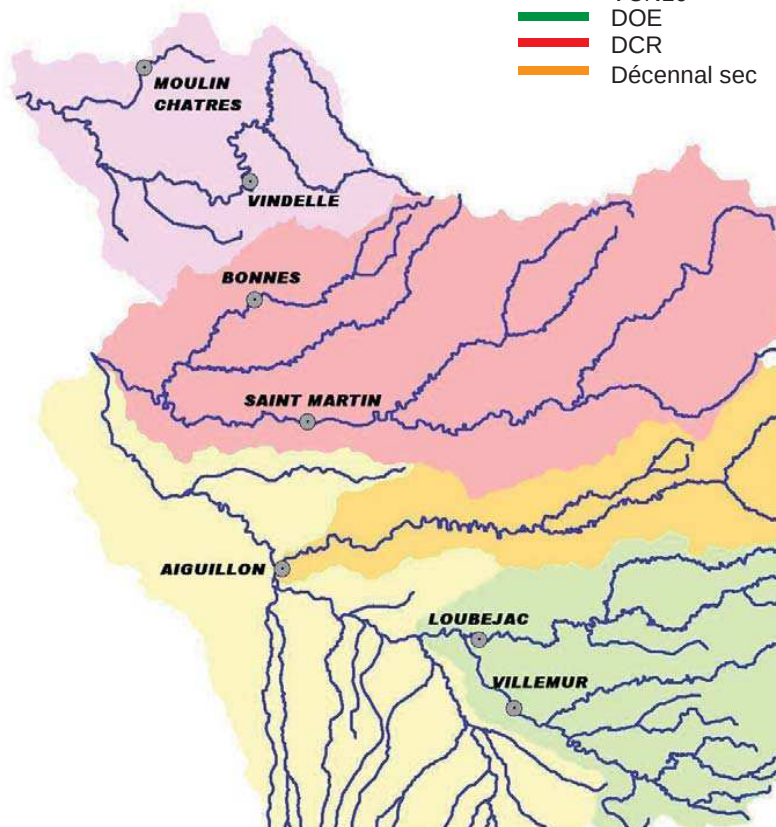 DOE
DCR
Décennal sec
MOULIN
CHATRES
VINDELLE
BONNES
SAINT MARTIN
AIGUILLON
LOUBEJAC
VILLEMUR